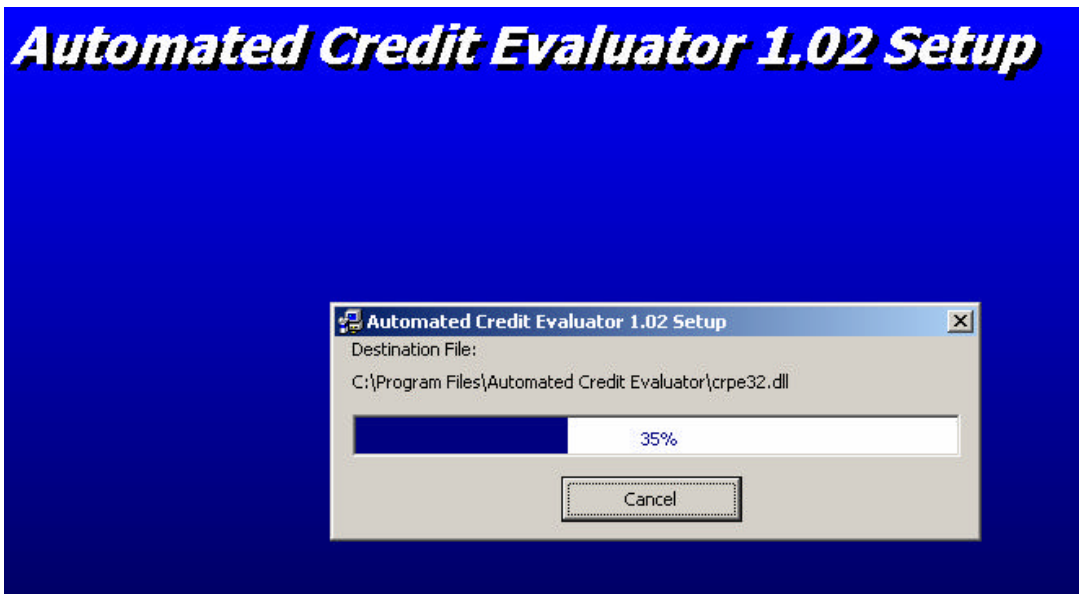 Automated Credit Evaluator 1.02 Setup
Automated Credit Evaluator 1.02 Setup
Destination File:
C:\Program Files\Automated Credit Evaluator\crpe32.dll
35%
Cancel